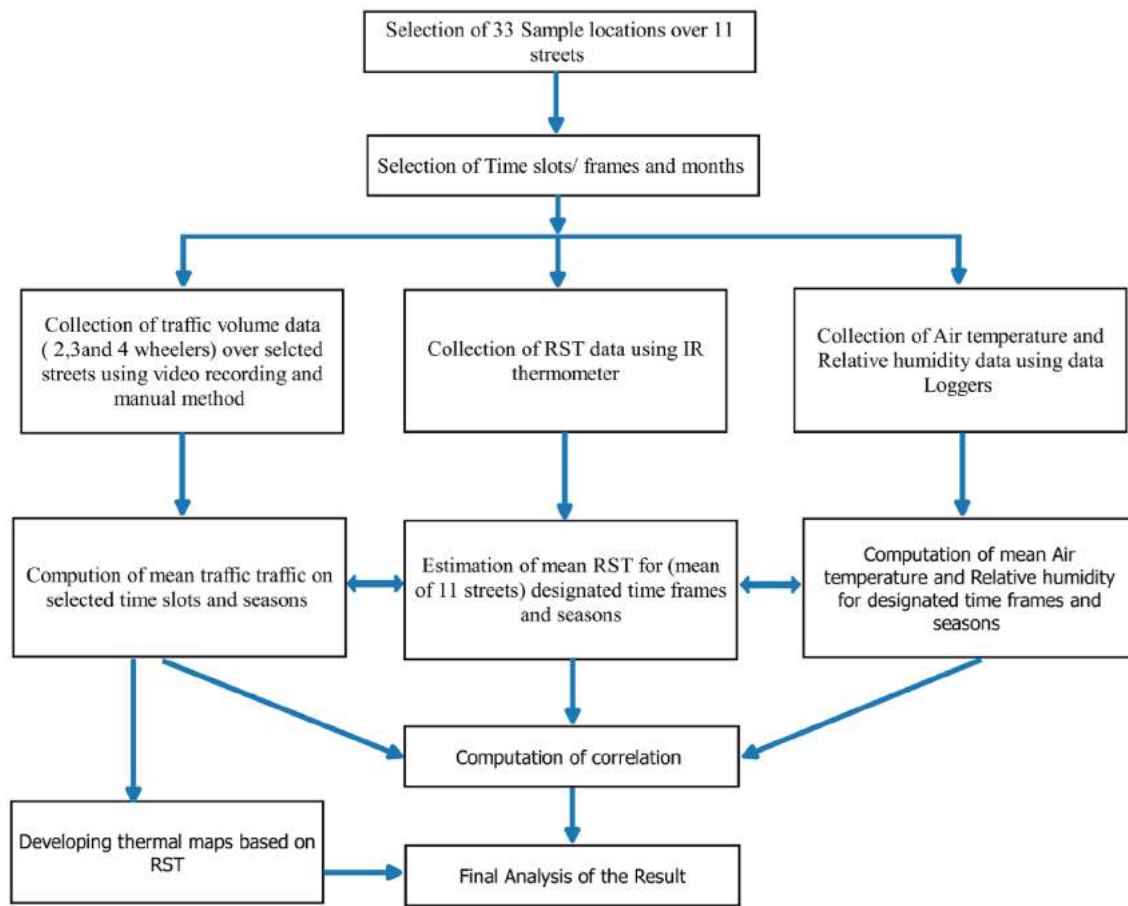 Selection of 33 Sample locations over 11
streets
Selection of Time slots/ frames and months
Collection of traffic volume data
( 2,3and 4 wheelers) over selcted
streets using video recording and
manual method
Collection of RST data using IR
thermometer
Collection of Air temperature and
Relative humidity data using data
Loggers
Compution of mean traffic traffic on
selected time slots and seasons
Estimation of mean RST for (mean
of 11 streets) designated time frames
and seasons
Computation of mean Air
temperature and Relative humidity
for designated time frames and
seasons
Computation of correlation
Developing thermal maps based on
RST
Final Analysis of the Result